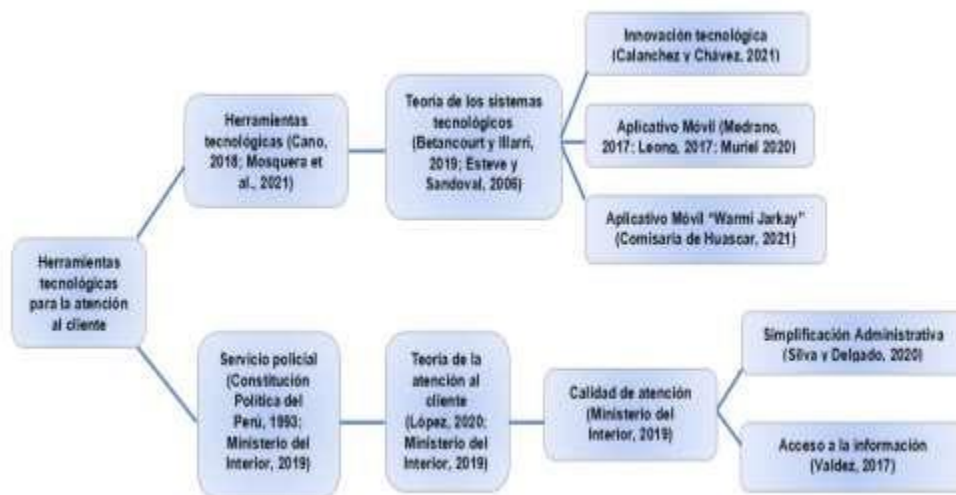 Herramientas
tecnológicas
para la atención
al cliente
Herramientas
tecnológicas (Cano,
2018; Mosquera et
al., 2021)
Teoría de los sistemas
tecnológicos
(Betancourt y Illarri,
2019; Esteve y
Sandoval, 2006)
Innovación tecnológica
(Calanchez y Chávez, 2021)
Aplicativo Móvil (Medrano,
2017; Leong, 2017; Muriel 2020)
Aplicativo Móvil "Warmi Jarkay"
(Comisaria de Huascar, 2021)
Servicio policial
(Constitución
Política del
Perú, 1993;
Ministerio del
Interior, 2019)
Teoría de la
atención al
cliente
(López, 2020;
Ministerio del
Interior, 2019)
Calidad de atención
(Ministerio del
Interior, 2019)
Simplificación Administrativa
(Silva y Delgado, 2020)
Acceso a la información
(Valdez, 2017)